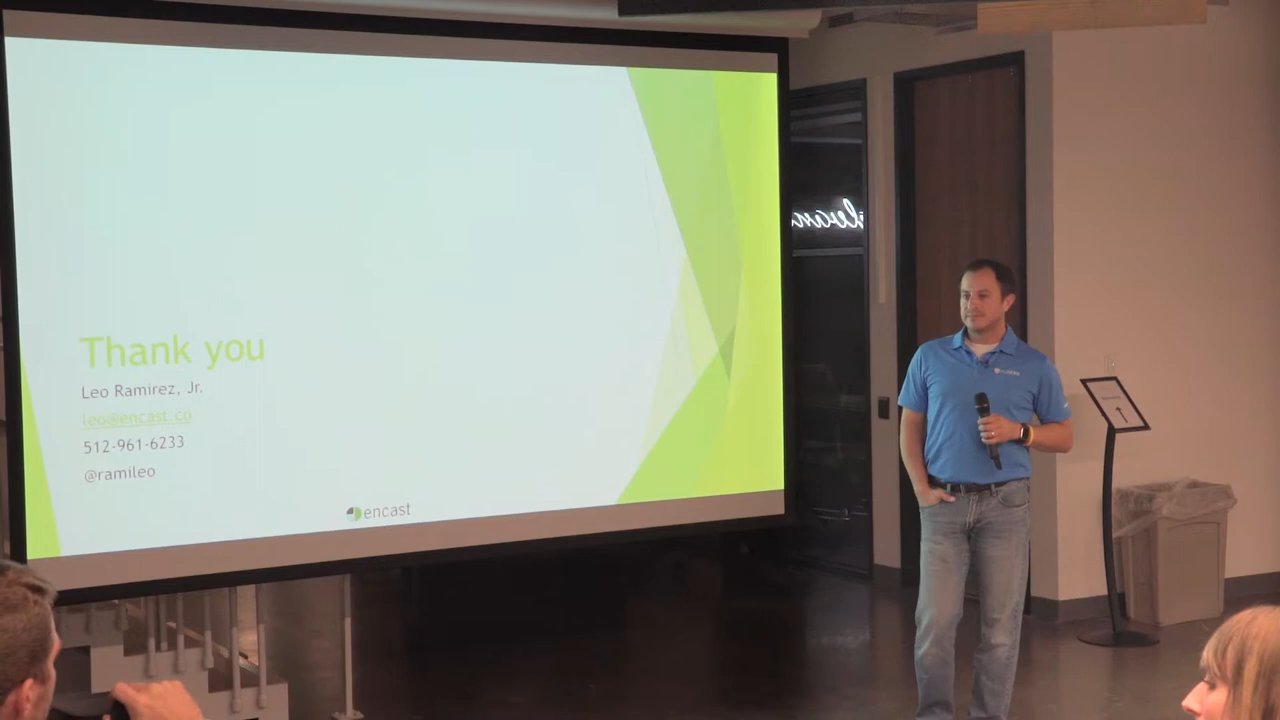 Thank you
Leo Ramirez, Jr.
leo@encast.co
512-961-6233
@ramileo
encast